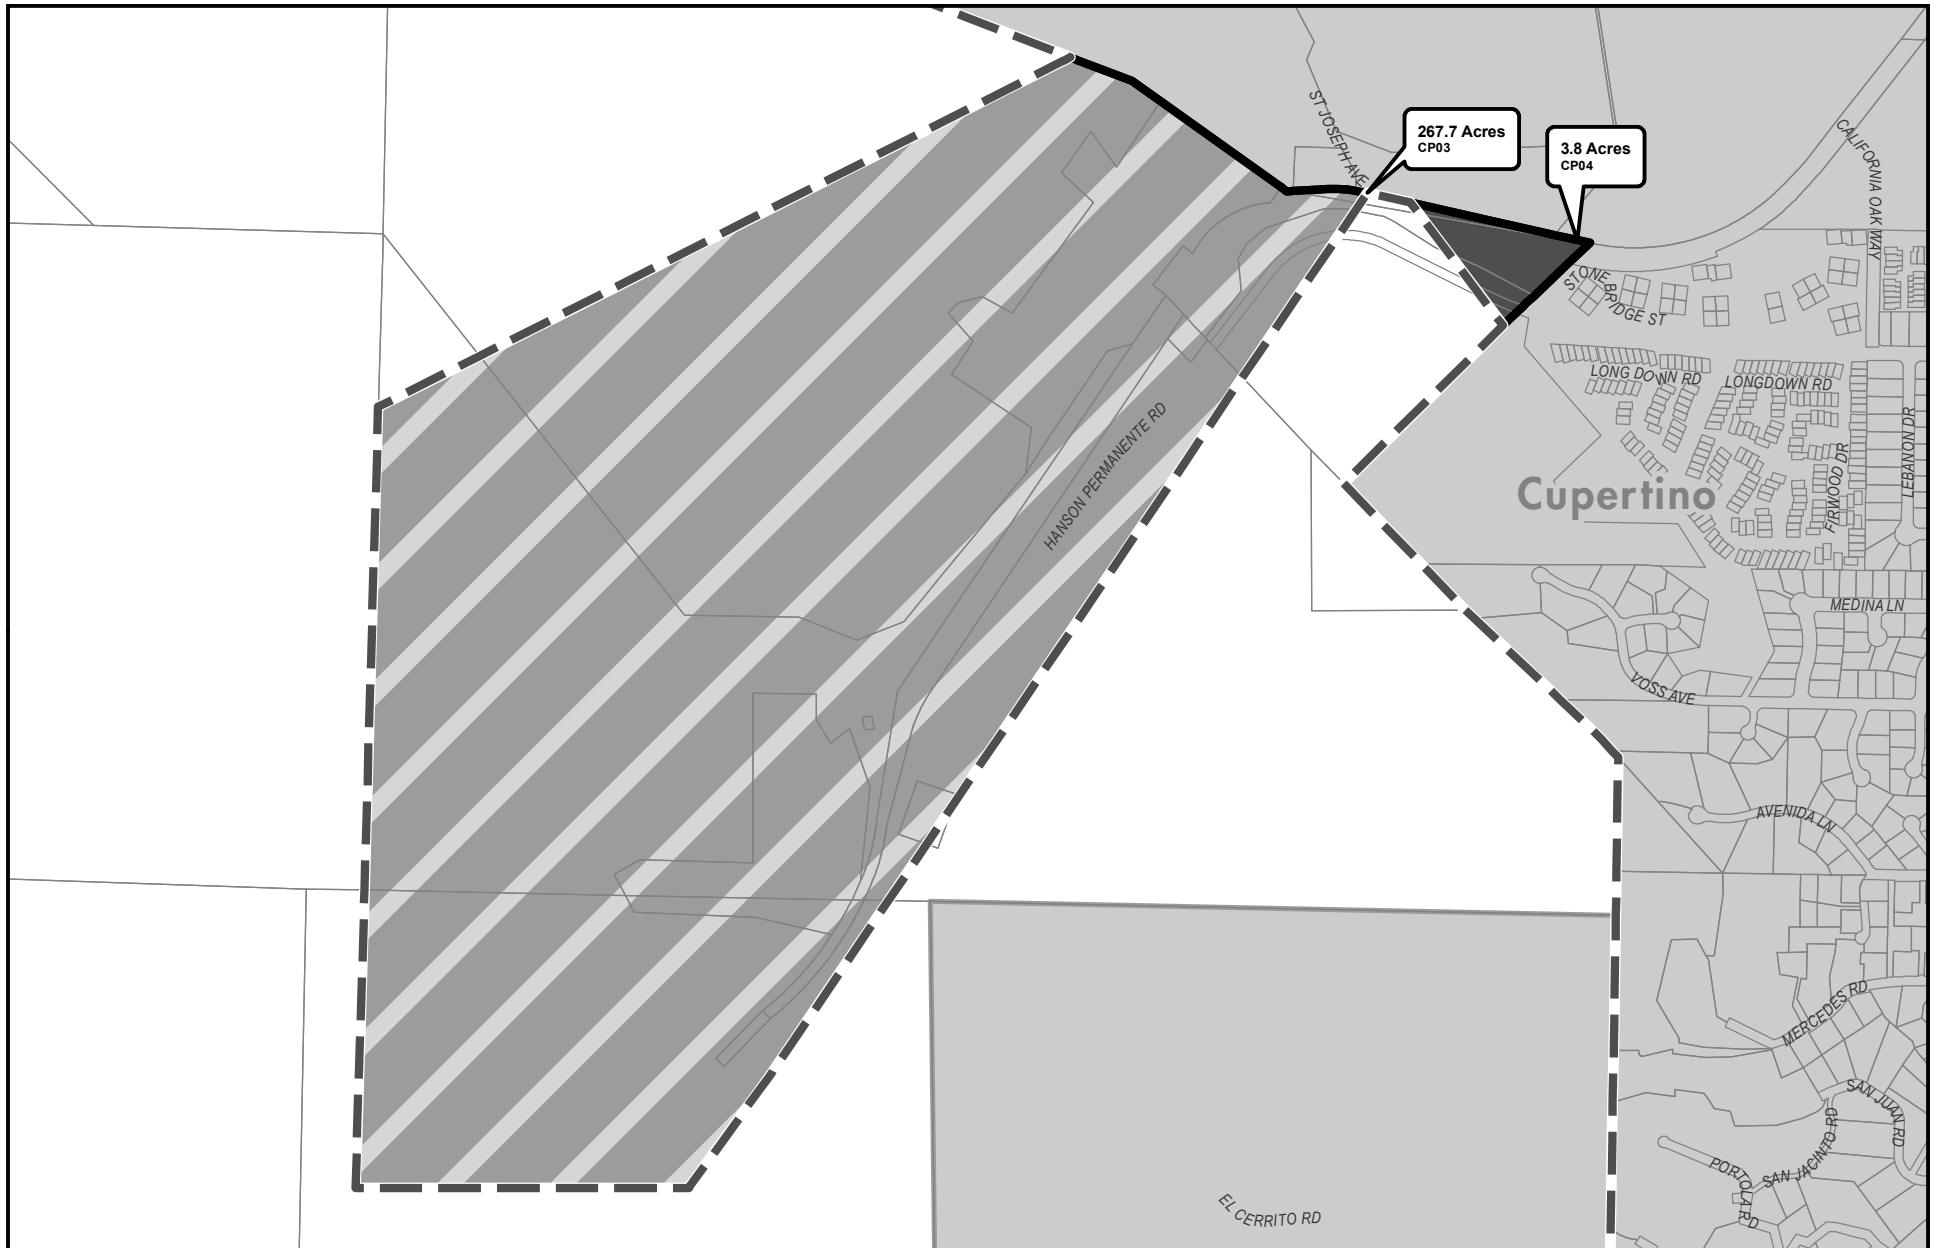 ST JOSEPH AVE
267.7 Acres
CP03
3.8 Acres
CP04
CALIFORNIA OAK WAY
STONE BRIDGE ST
LONG DOWN RD
LONGDOWN RD
LEBANON DR
FIRWOOD DR
HANSON PERMANENTE RD
Cupertino
MEDINA LN
VOSS AVE
AVENIDA LN
MERCEDES RD
SAN JUAN RD
SAN JACINTO RD
PORTOLA RD
EL CERRITO RD